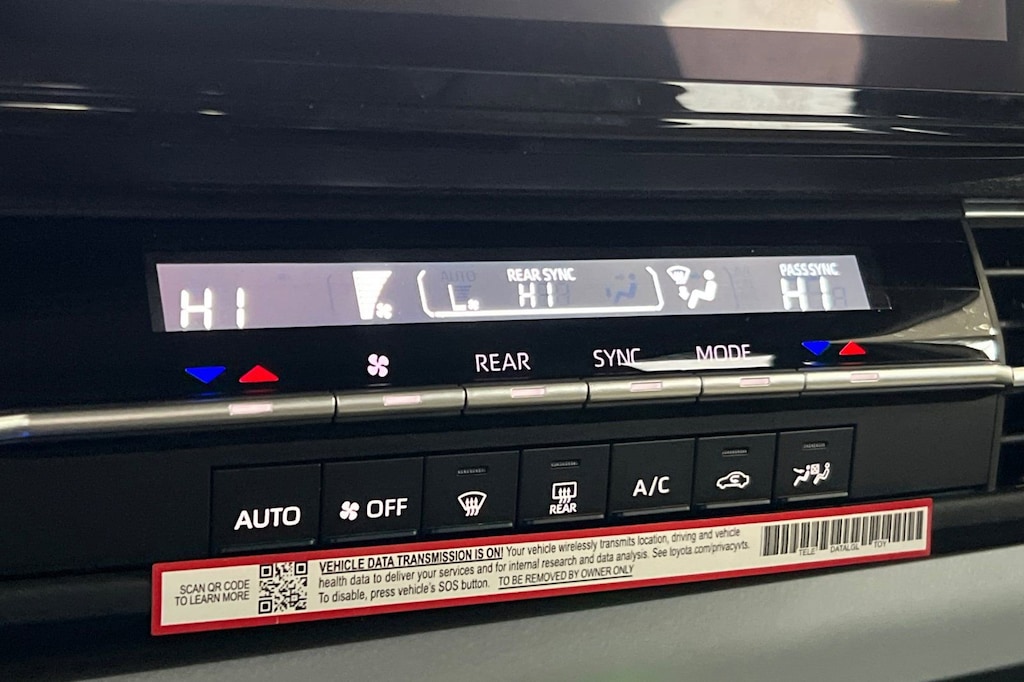 REAR SYNC
PASS SYNC
HI
L
HI
HI
REAR
SYNC
MODE
AUTO
OFF
REAR
A/C
SCAN QR CODE
TO LEARN MORE
VEHICLE DATA TRANSMISSION IS ON! Your vehicle wirelessly transmits location, driving and vehicle
health data to deliver your services and for internal research and data analysis. See toyota.com/privacyvts.
To disable, press vehicle's SOS button. TO BE REMOVED BY OWNER ONLY
TELE DATALGL TOY